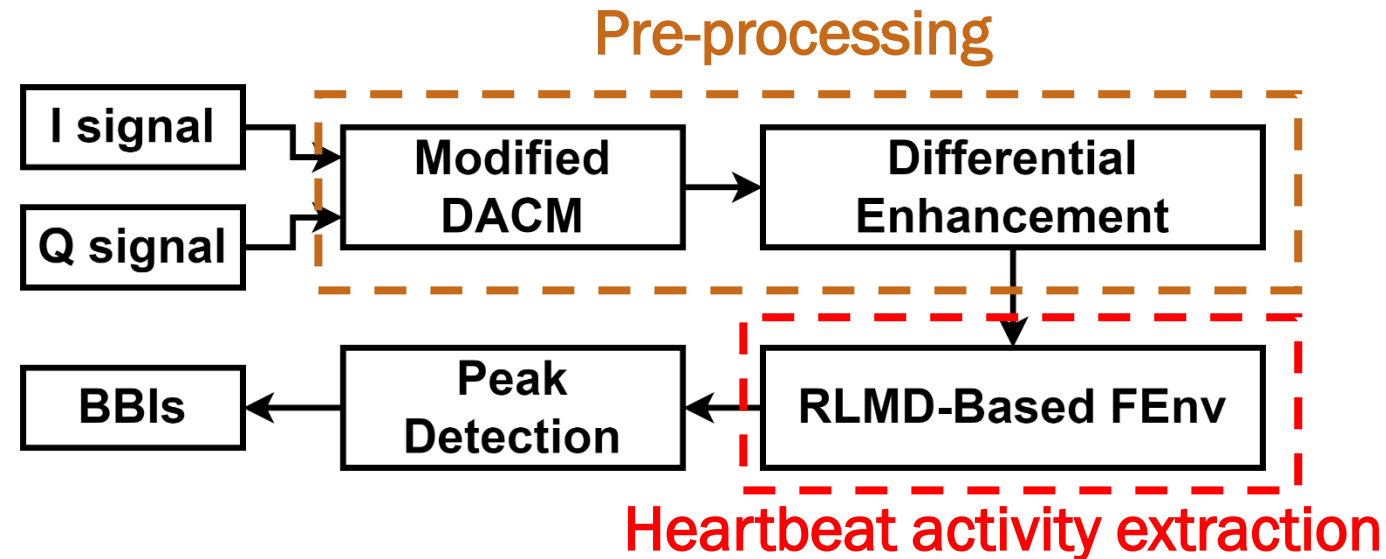 Pre-processing
I signal
Q signal
Modified
DACM
Differential
Enhancement
RLMD-Based FEnv
Peak
Detection
BBIs
Heartbeat activity extraction